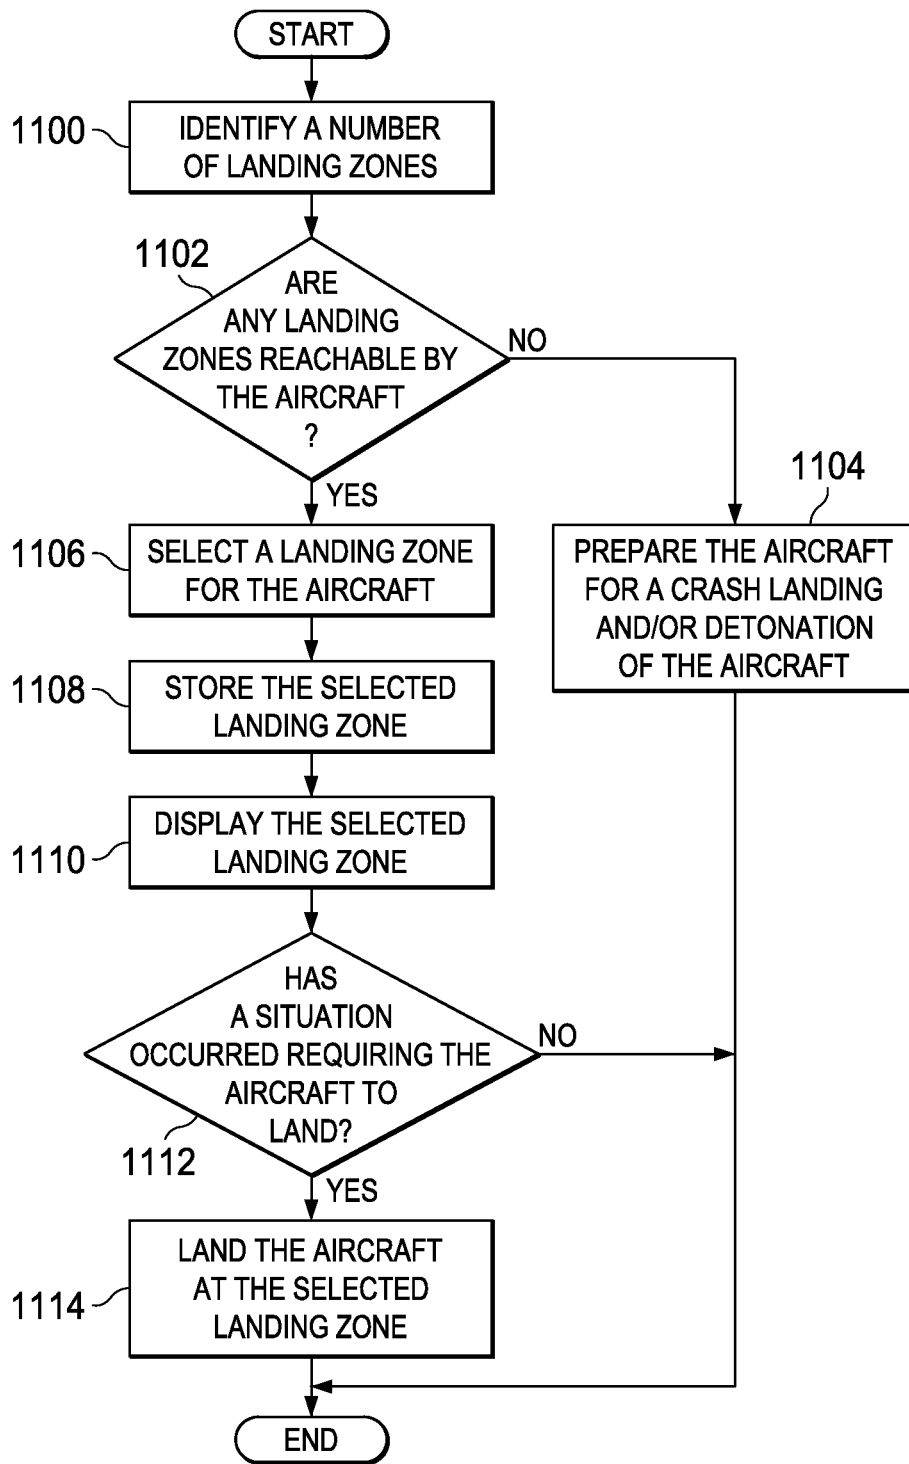 START
1100
IDENTIFY A NUMBER
OF LANDING ZONES
1102
ARE
ANY LANDING
ZONES REACHABLE BY
THE AIRCRAFT
?
NO
YES
1104
PREPARE THE AIRCRAFT
FOR A CRASH LANDING
AND/OR DETONATION
OF THE AIRCRAFT
1106
SELECT A LANDING ZONE
FOR THE AIRCRAFT
1108
STORE THE SELECTED
LANDING ZONE
1110
DISPLAY THE SELECTED
LANDING ZONE
HAS
A SITUATION
OCCURRED REQUIRING THE
AIRCRAFT TO
LAND?
NO
1112
YES
1114
LAND THE AIRCRAFT
AT THE SELECTED
LANDING ZONE
END